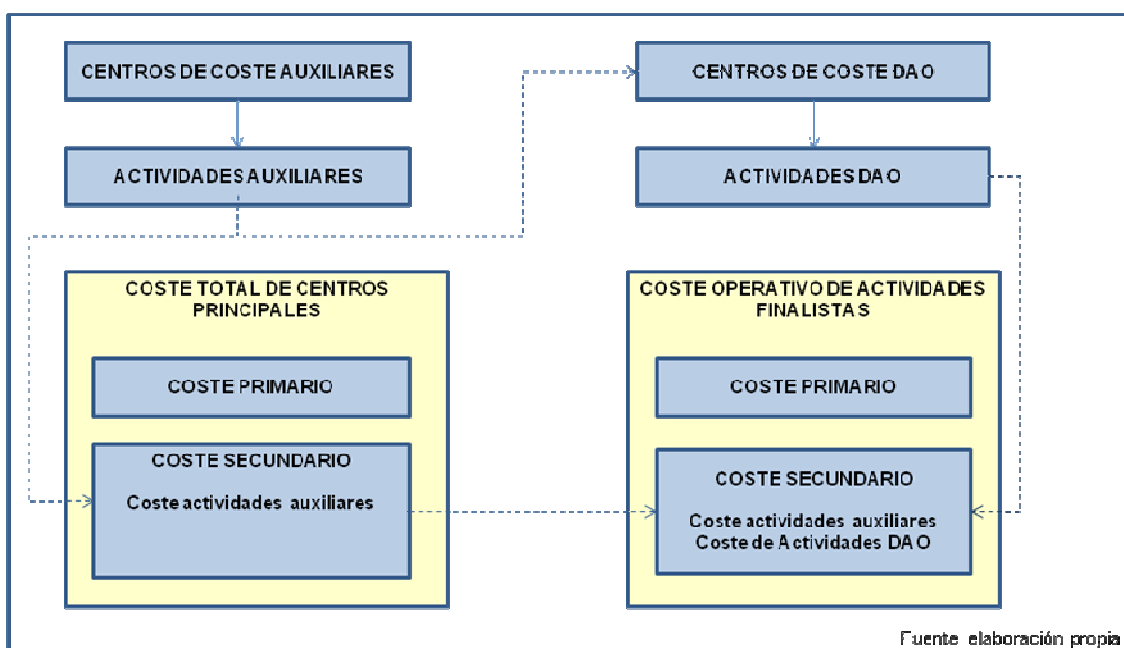 CENTROS DE COSTE AUXILIARES
CENTROS DE COSTE DAO
ACTIVIDADES AUXILIARES
ACTIVIDADES DAO
COSTE TOTAL DE CENTROS
PRINCIPALES
COSTE PRIMARIO
COSTE SECUNDARIO
Coste actividades auxiliares
COSTE OPERATIVO DE ACTIVIDADES
FINALISTAS
COSTE PRIMARIO
COSTE SECUNDARIO
Coste actividades auxiliares
Coste de Actividades DAO
Fuente elaboración propia